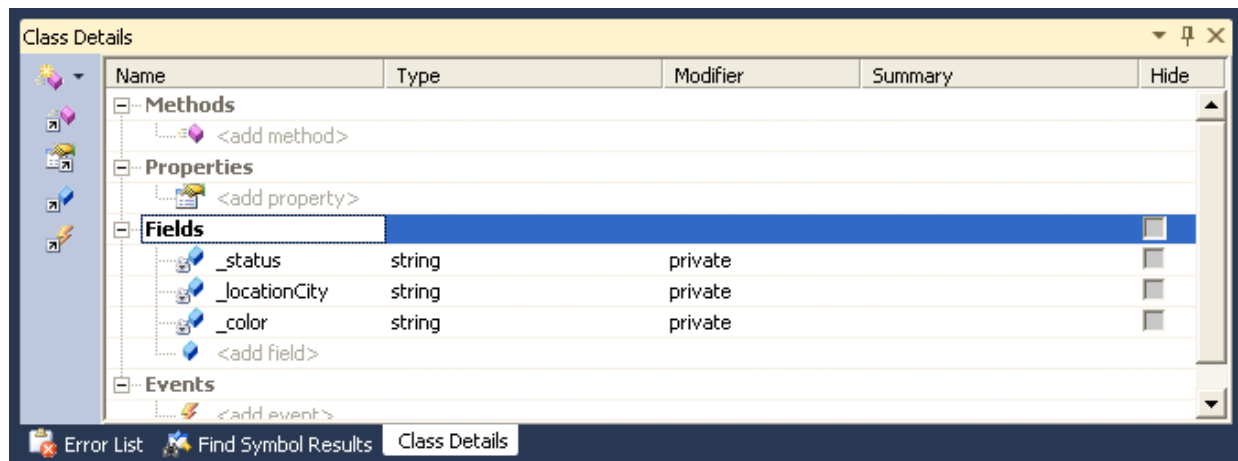 Class Details
Name Type Modifier Summary Hide
Methods
<add method>
Properties
<add property>
Fields
_status string private
_locationCity string private
_color string private
<add field>
Events
<add event>
Error List Find Symbol Results Class Details